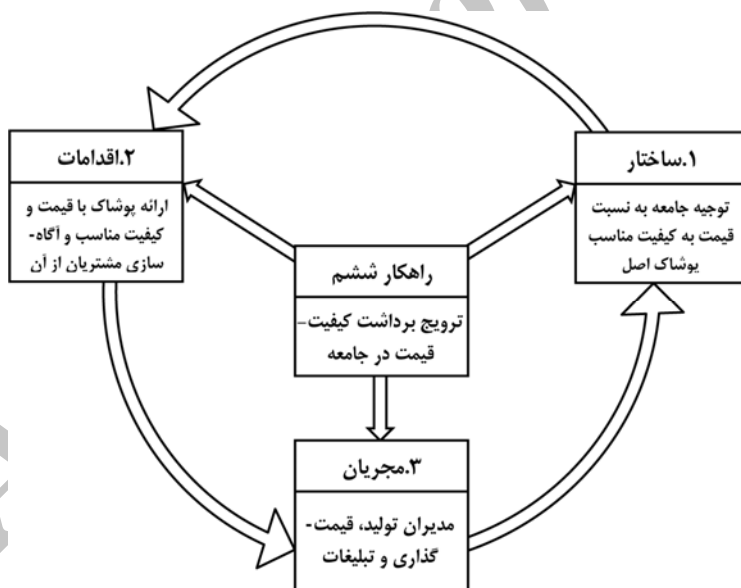 ۱.ساختار
توجیه جامعه به نسبت
قیمت به کیفیت مناسب
پوشاک اصل
۲.اقدامات
ارائه پوشاک با قیمت و
کیفیت مناسب و آگاه-
سازی مشتریان از آن
راهکار ششم
ترویج برداشت کیفیت–
قیمت در جامعه
۳.مجریان
مدیران تولید، قیمت-
گذاری و تبلیغات